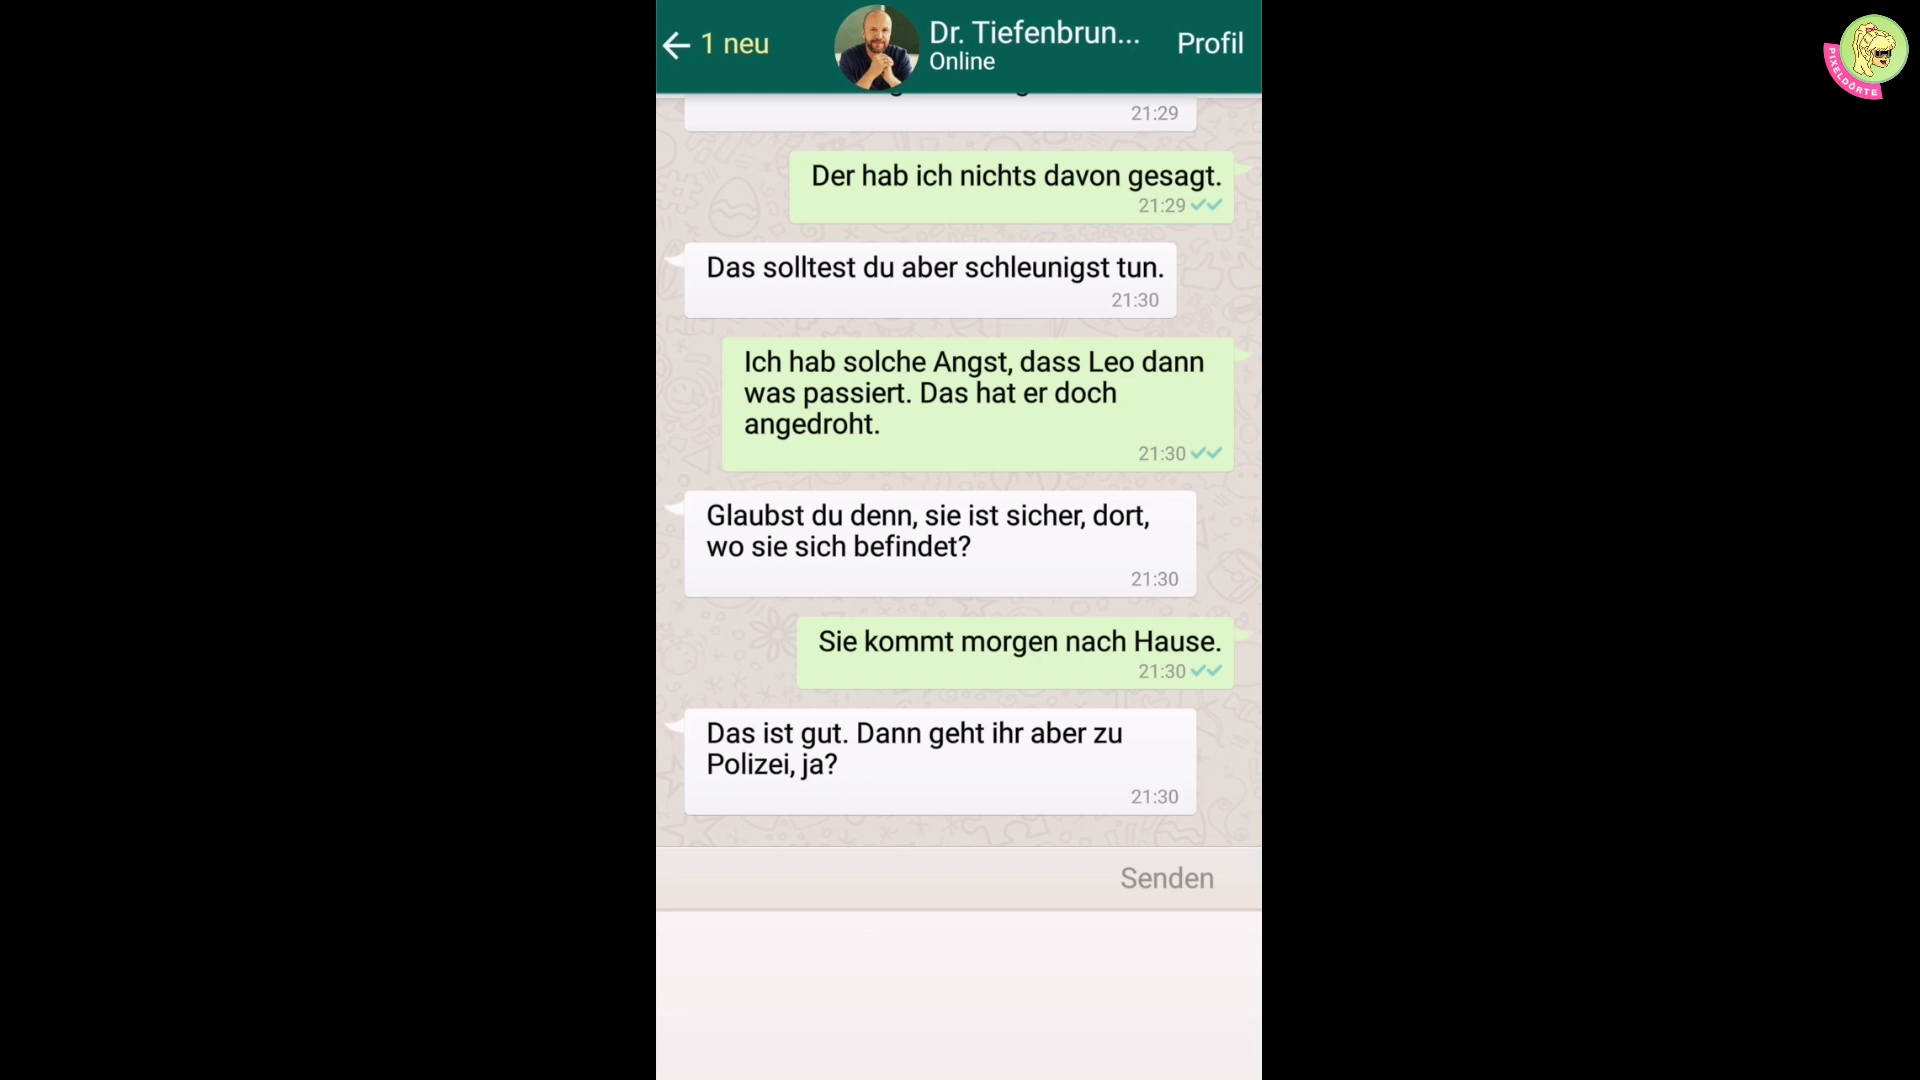 1 neu
Dr. Tiefenbrun...
Online
Profil
21:29
Der hab ich nichts davon gesagt.
21:29
Das solltest du aber schleunigst tun.
21:30
Ich hab solche Angst, dass Leo dann
was passiert. Das hat er doch
angedroht.
21:30
Glaubst du denn, sie ist sicher, dort,
wo sie sich befindet?
21:30
Sie kommt morgen nach Hause.
21:30
Das ist gut. Dann geht ihr aber zu
Polizei, ja?
21:30
Senden
PIXELDÖRTE